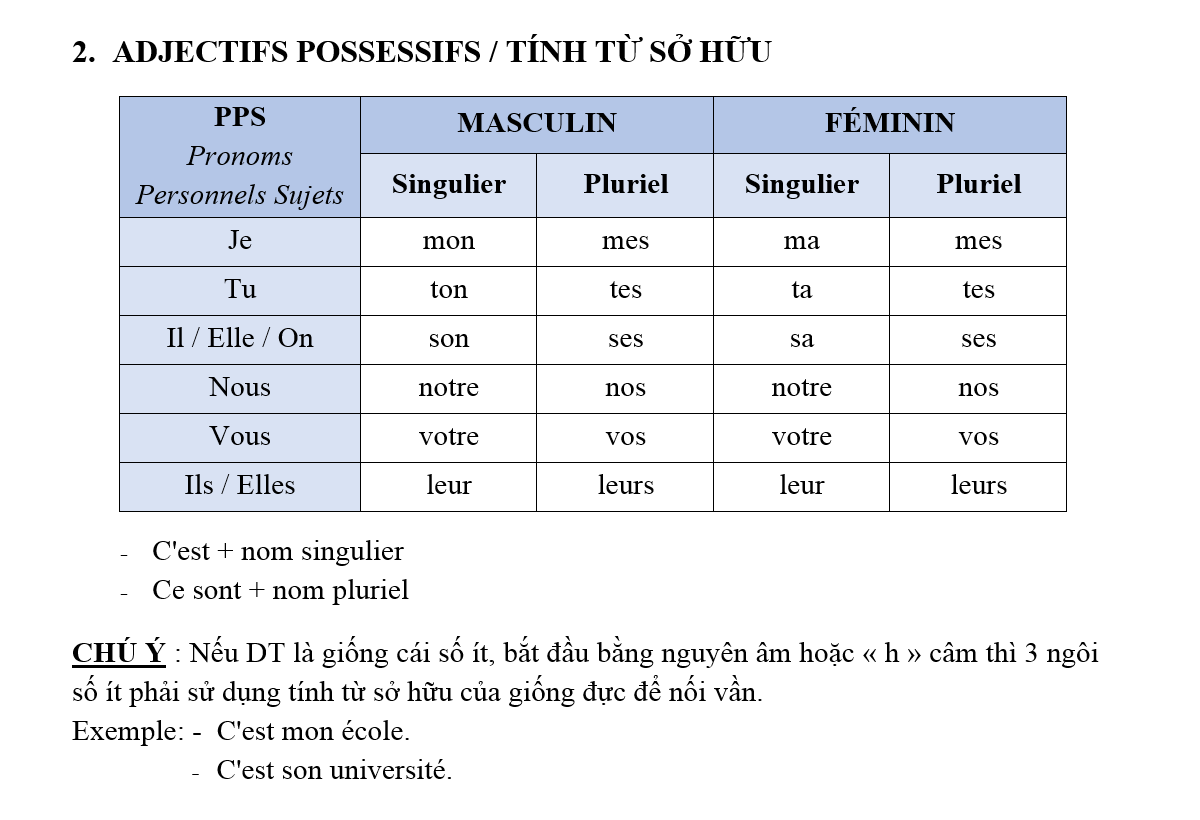 2. ADJECTIFS POSSESSIFS / TÍNH TỪ SỞ HỮU
PPS
Pronoms
Personnels Sujets
MASCULIN
FÉMININ
Singulier
Pluriel
Singulier
Pluriel
Je mon mes ma mes
Tu ton tes ta tes
Il / Elle / On son ses sa ses
Nous notre nos notre nos
Vous votre vos votre vos
Ils / Elles leur leurs leur leurs
- C'est + nom singulier
- Ce sont + nom pluriel
CHÚ Ý : Nếu DT là giống cái số ít, bắt đầu bằng nguyên âm hoặc « h » câm thì 3 ngôi
số ít phải sử dụng tính từ sở hữu của giống đực để nối vần.
Exemple: - C'est mon école.
- C'est son université.